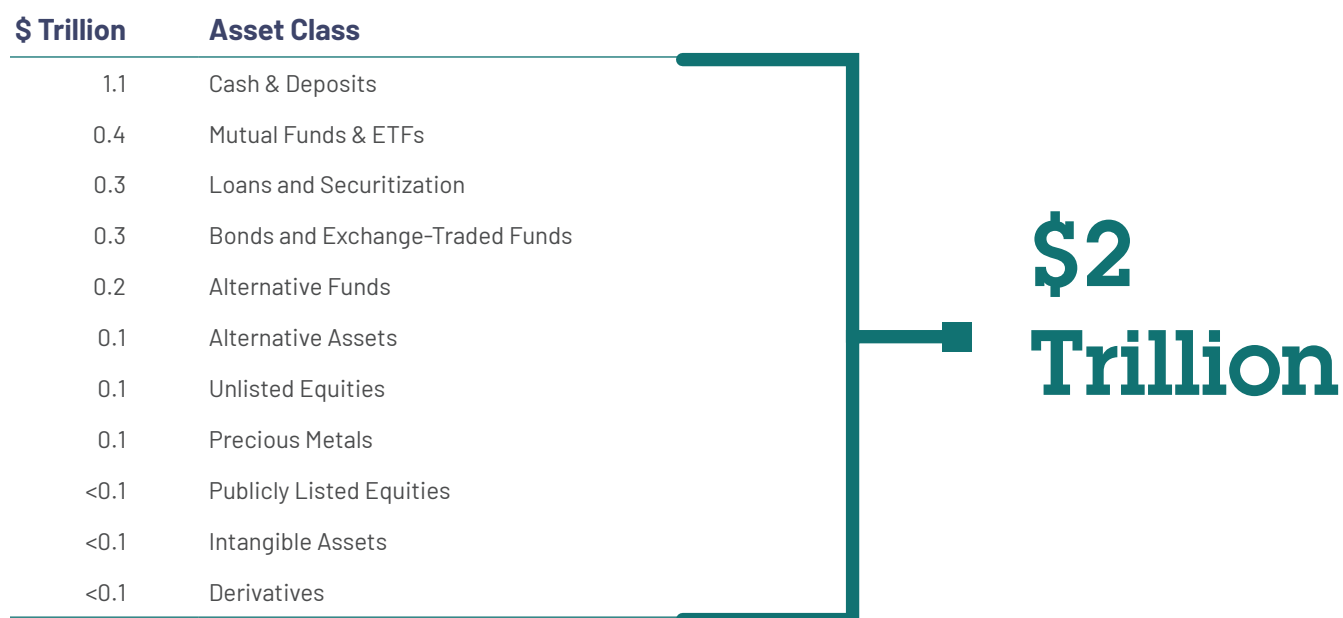 $ Trillion Asset Class
1.1 Cash & Deposits
0.4 Mutual Funds & ETFs
0.3 Loans and Securitization
0.3 Bonds and Exchange-Traded Funds
0.2 Alternative Funds
0.1 Alternative Assets
0.1 Unlisted Equities
0.1 Precious Metals
<0.1 Publicly Listed Equities
<0.1 Intangible Assets
<0.1 Derivatives
$2
Trillion